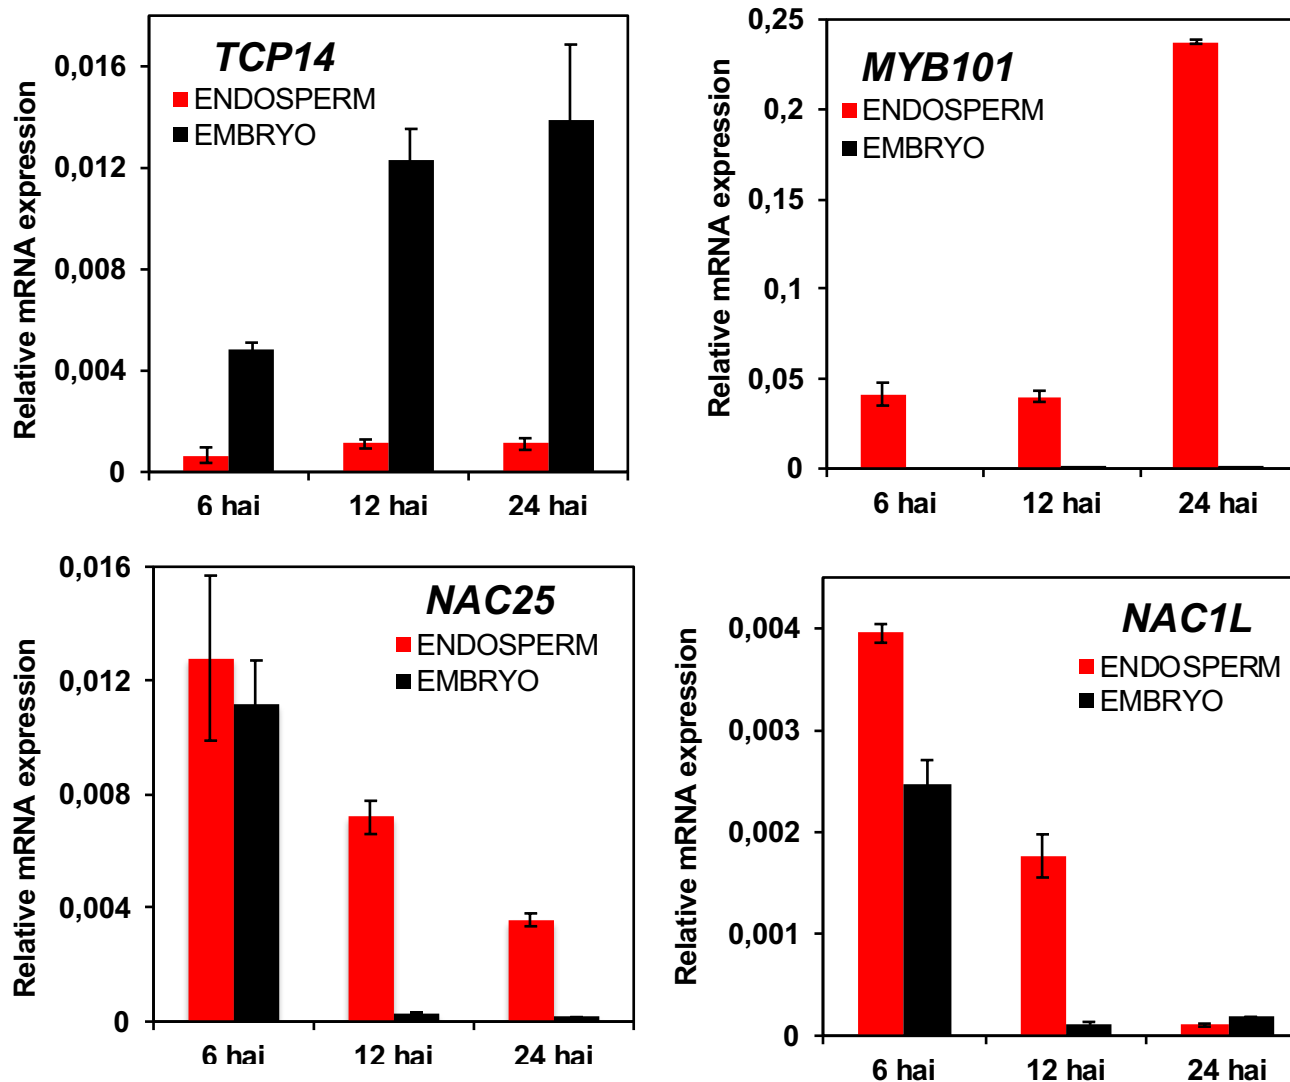 TCP14
ENDOSPERM
EMBRYO
Relative mRNA expression
0,016
0,012
0,008
0,004
0
6 hai
12 hai
24 hai
MYB101
ENDOSPERM
EMBRYO
Relative mRNA expression
0,25
0,2
0,15
0,1
0,05
0
6 hai
12 hai
24 hai
NAC25
ENDOSPERM
EMBRYO
Relative mRNA expression
0,016
0,012
0,008
0,004
0
6 hai
12 hai
24 hai
NAC1L
ENDOSPERM
EMBRYO
Relative mRNA expression
0,004
0,003
0,002
0,001
0
6 hai
12 hai
24 hai